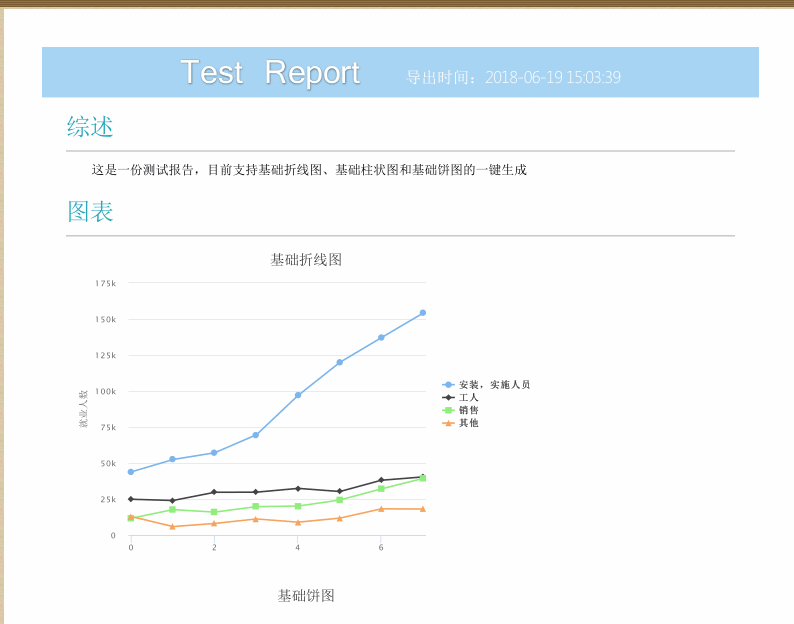 Test Report 导出时间：2018-06-19 15:03:39
综述
这是一份测试报告，目前支持基础折线图、基础柱状图和基础饼图的一键生成
图表
基础折线图
175k
150k
125k
100k
75k
50k
25k
0
就业人数
0 2 4 6
安装，实施人员
工人
销售
其他
基础饼图